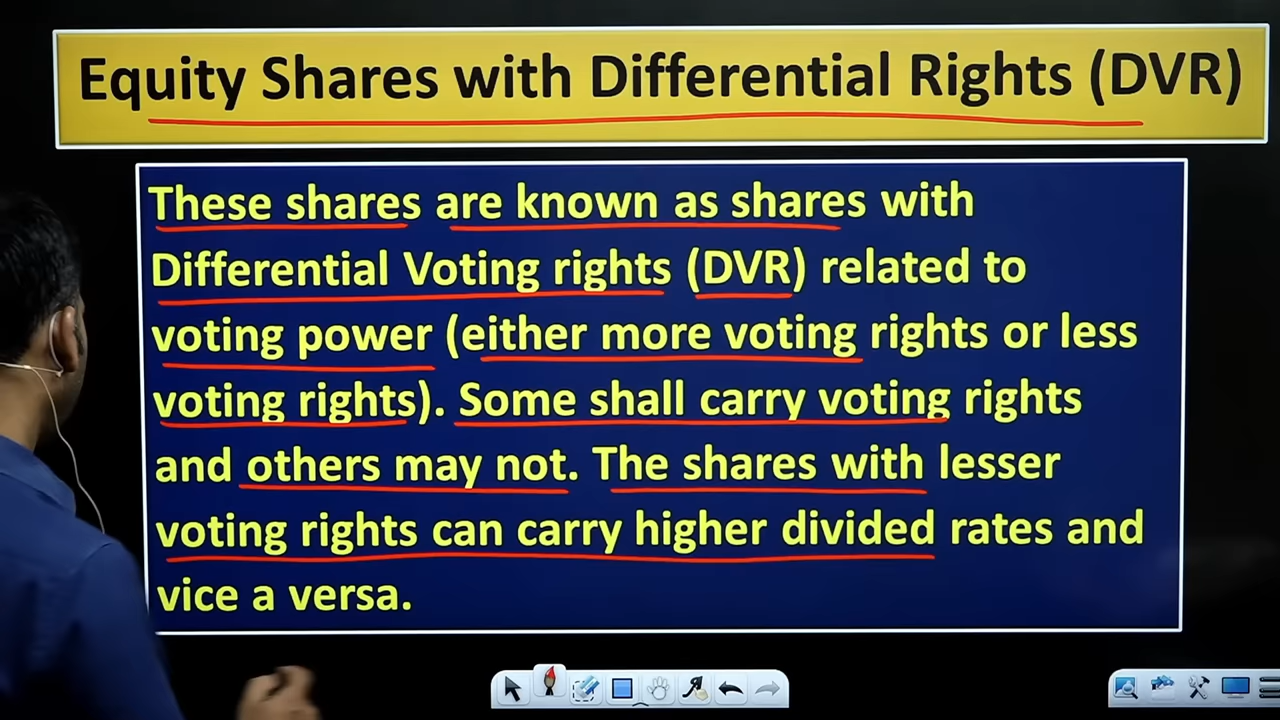 Equity Shares with Differential Rights (DVR)
These shares are known as shares with
Differential Voting rights (DVR) related to
voting power (either more voting rights or less
voting rights). Some shall carry voting rights
and others may not. The shares with lesser
voting rights can carry higher divided rates and
vice a versa.